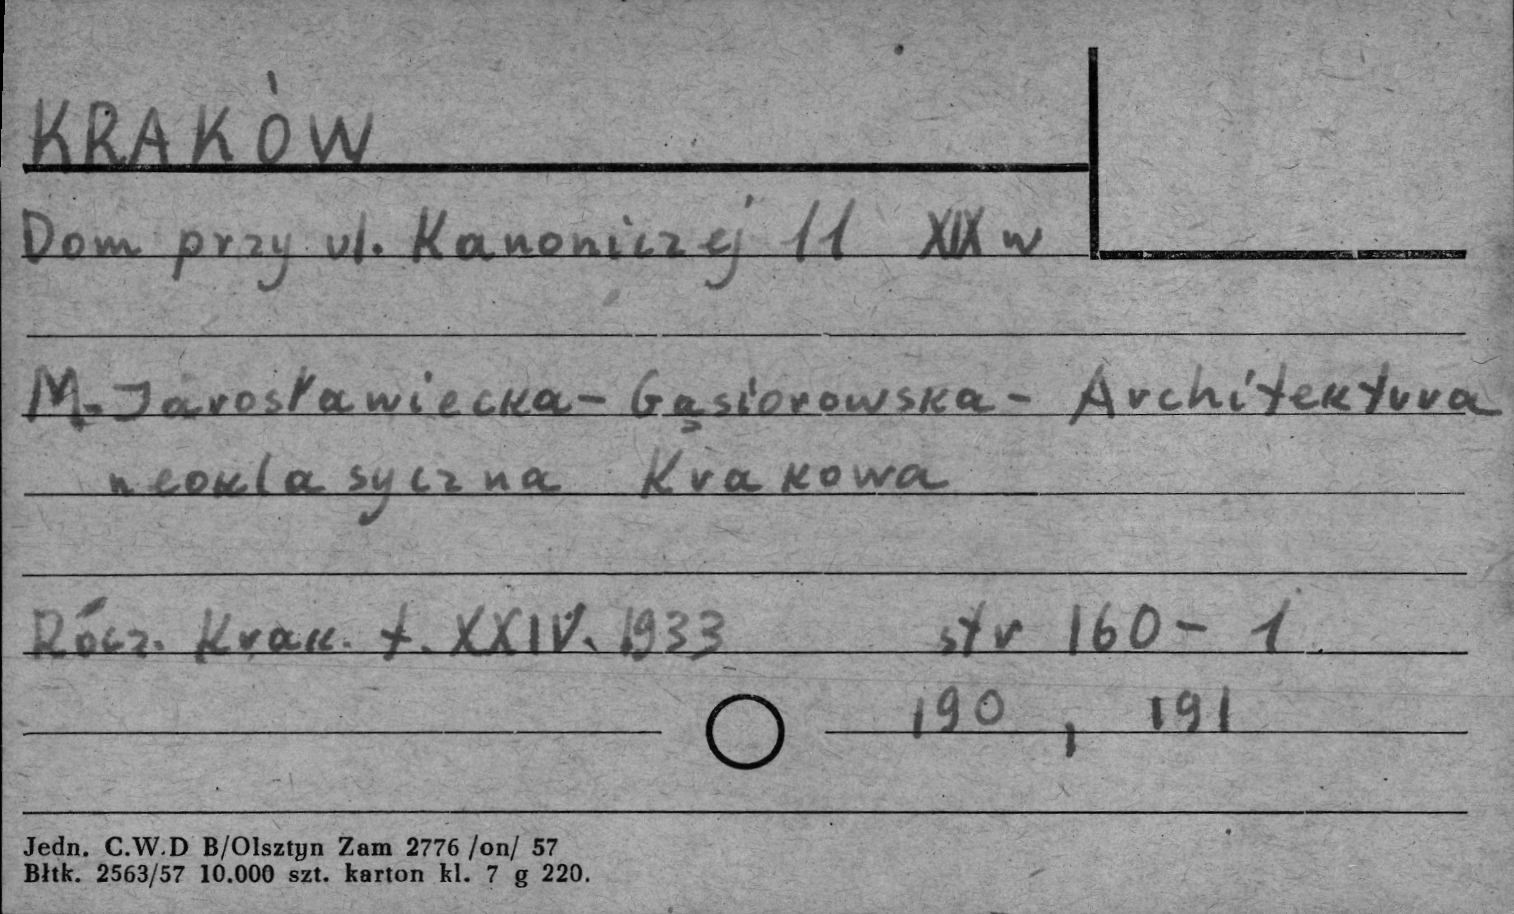 KRAKÓW
Dom przy ul. Kanoniczej 11 XIX w
M. Jarosławiecka - Gąsiorowska - Architektura
neoklasyczna Krakowa
Rócz. Krak. t. XXIV. 1933 str 160 - 1
190, 191
Jedn. C.W.D B/Olsztyn Zam 2776 /on/ 57
Błtk. 2563/57 10.000 szt. karton kl. 7 g 220.